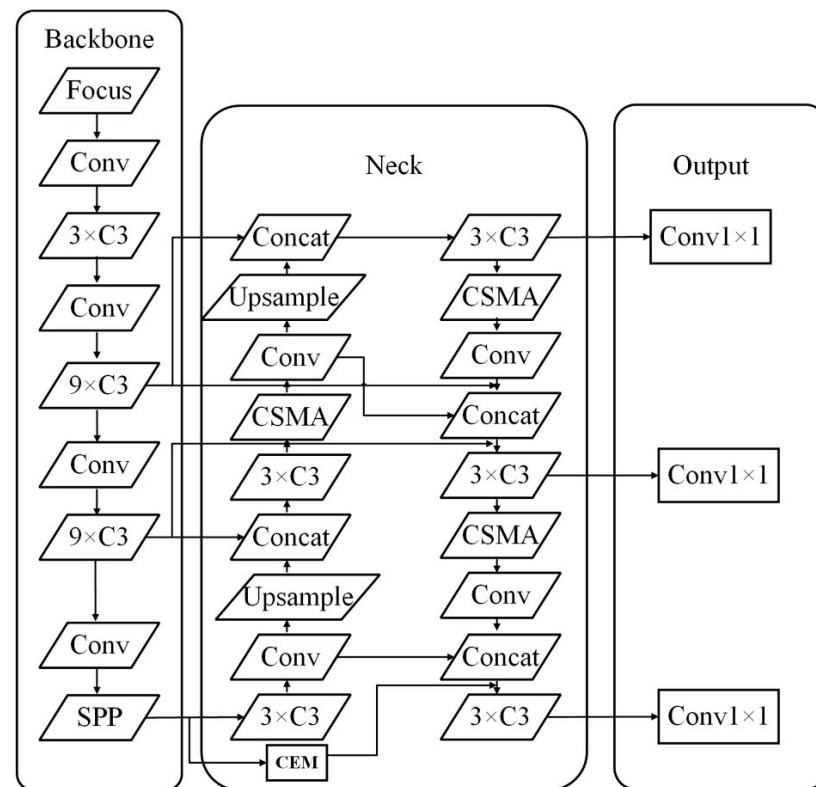 Backbone
Focus
Conv
3×C3
Conv
9×C3
Conv
9×C3
Conv
SPP
Neck
Concat
Upsample
Conv
CSMA
3×C3
Concat
Upsample
Conv
3×C3
CEM
3×C3
CSMA
Conv
Concat
3×C3
CSMA
Conv
Concat
3×C3
Output
Conv1×1
Conv1×1
Conv1×1